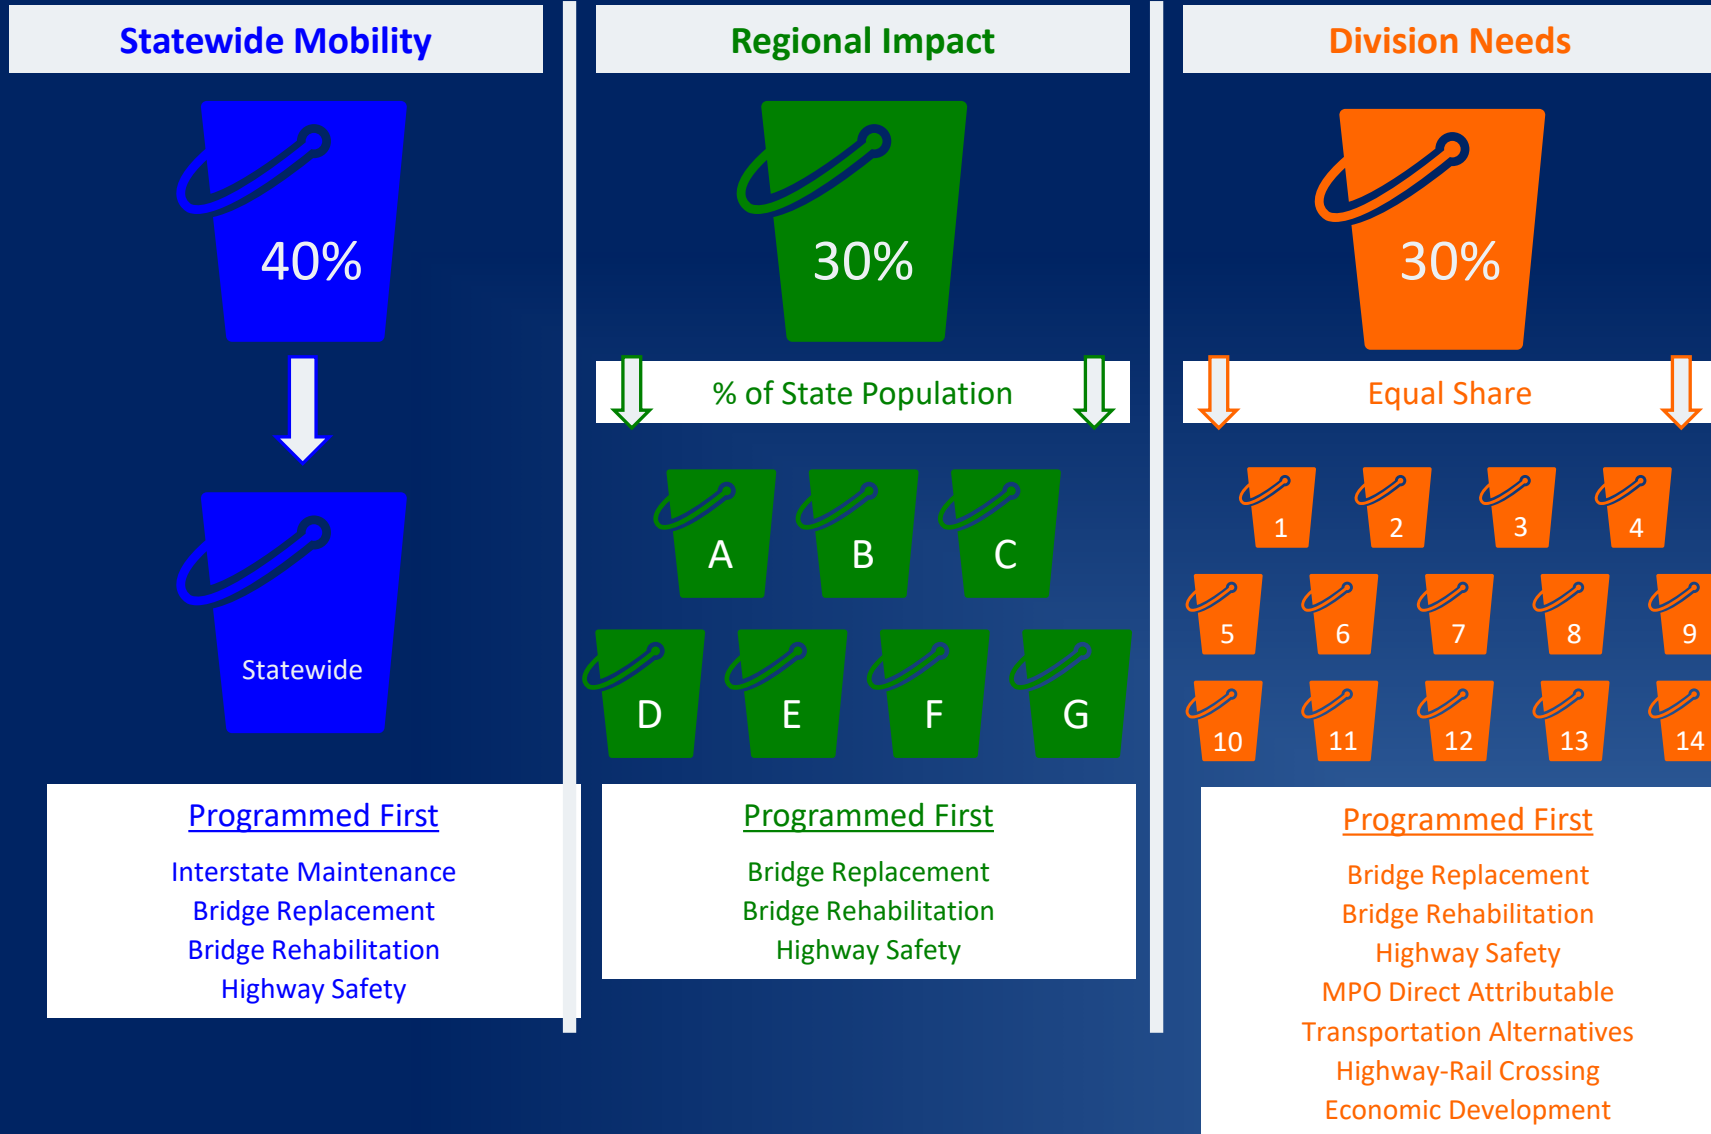 Statewide Mobility
40%
Statewide
Programmed First
Interstate Maintenance
Bridge Replacement
Bridge Rehabilitation
Highway Safety
Regional Impact
30%
% of State Population
A B C
D E F G
Programmed First
Bridge Replacement
Bridge Rehabilitation
Highway Safety
Division Needs
30%
Equal Share
1 2 3 4
5 6 7 8 9
10 11 12 13 14
Programmed First
Bridge Replacement
Bridge Rehabilitation
Highway Safety
MPO Direct Attributable
Transportation Alternatives
Highway-Rail Crossing
Economic Development